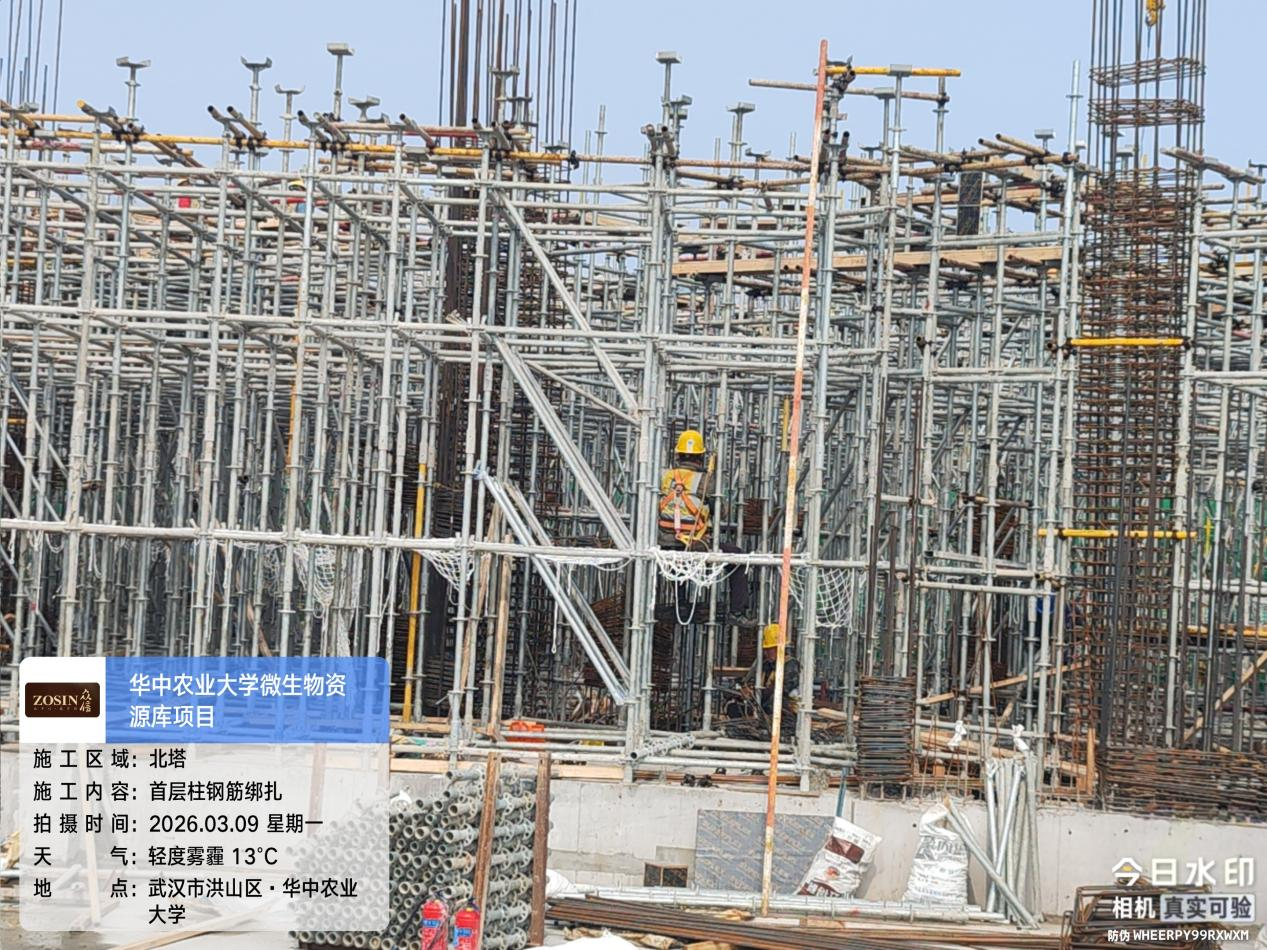 ZOSIN 众信
华中农业大学微生物资
源库项目
施工区域：北塔
施工内容：首层柱钢筋绑扎
拍摄时间：2026.03.09 星期一
天气：轻度雾霾 13℃
地点：武汉市洪山区·华中农业
大学
今日水印
相机 真实可验
防伪 WHEERPY99RXWXM